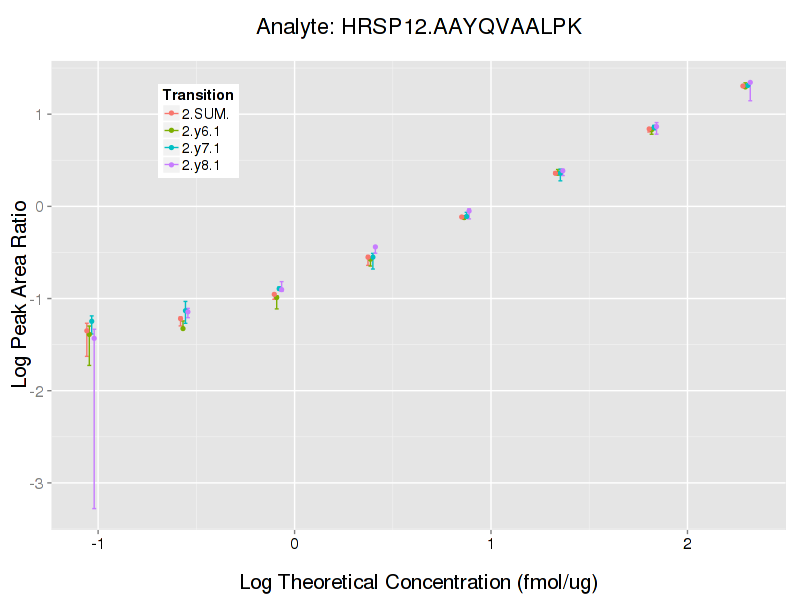 Analyte: HRSP12.AAYQVAALPK
Transition
2.SUM.
2.y6.1
2.y7.1
2.y8.1
Log Peak Area Ratio
1
0
-1
-2
-3
-1 0 1 2
Log Theoretical Concentration (fmol/ug)